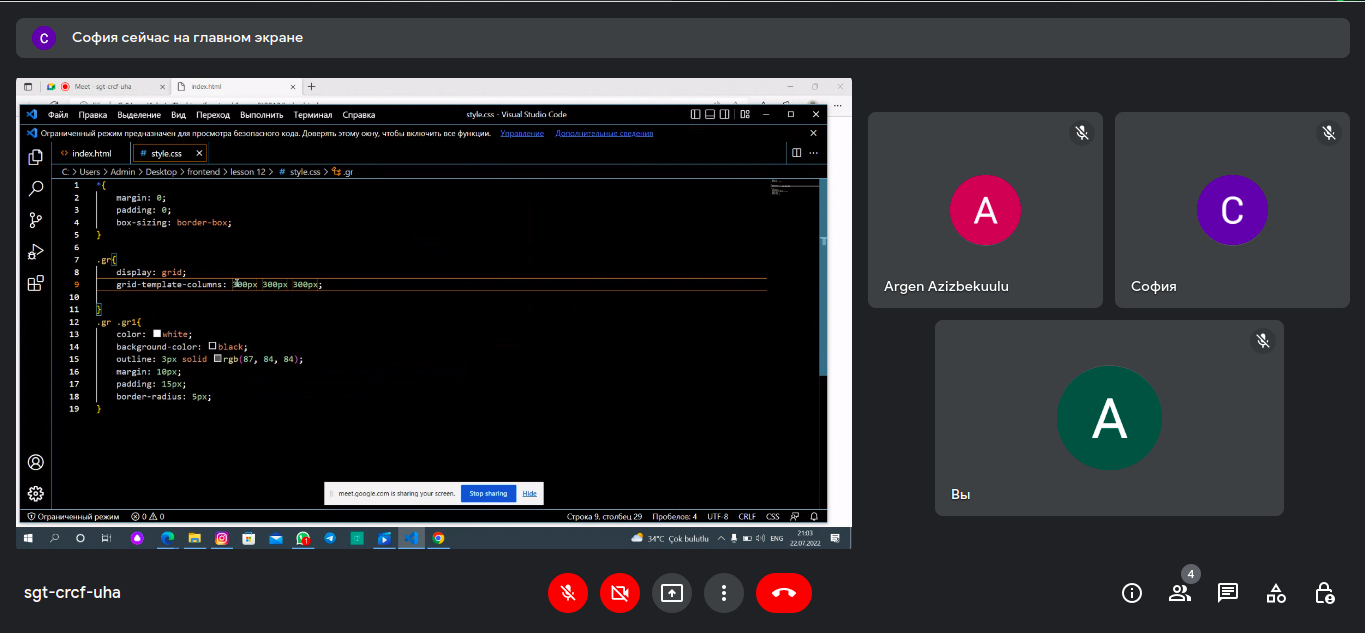 С София сейчас на главном экране
Meet - sgt-crcf-uha
index.html
Файл Правка Выделение Вид Переход Выполнить Терминал Справка
style.css - Visual Studio Code
Ограниченный режим предназначен для просмотра безопасного кода. Доверять этому окну, чтобы включить все функции. Управление Дополнительные сведения
index.html
# style.css
C: > Users > Admin > Desktop > frontend > lesson 12 > # style.css > .gr
1 *{
2 margin: 0;
3 padding: 0;
4 box-sizing: border-box;
5 }
6
7 .gr{
8 display: grid;
9 grid-template-columns: 300px 300px 300px;
10
11 }
12 .gr .gr1{
13 color: white;
14 background-color: black;
15 outline: 3px solid rgb(87, 84, 84);
16 margin: 10px;
17 padding: 15px;
18 border-radius: 5px;
19 }
meet.google.com is sharing your screen. Stop sharing Hide
Ограниченный режим 0 0
Строка 9, столбец 29 Пробелов: 4 UTF-8 CRLF CSS
34°C Çok bulutlu ENG 21:03
22.07.2022
A
Argen Azizbekuulu
С
София
A
Вы
sgt-crcf-uha
4